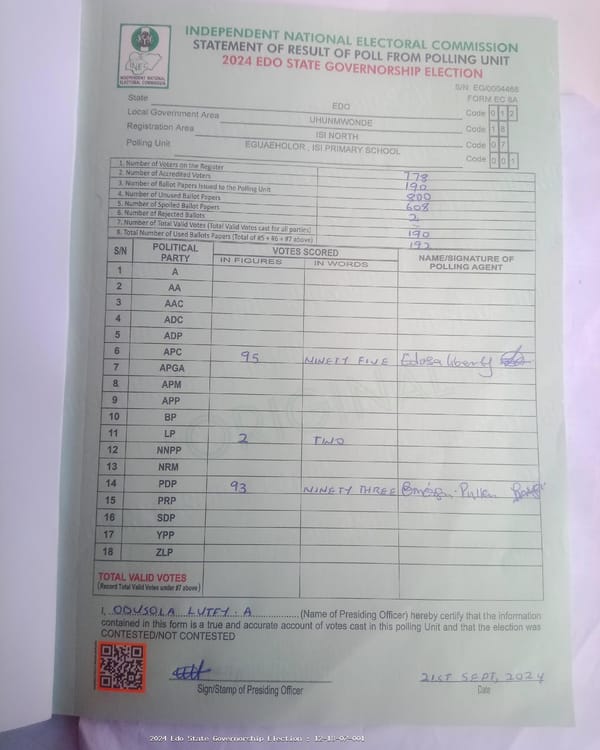 INDEPENDENT NATIONAL ELECTORAL COMMISSION
STATEMENT OF RESULT OF POLL FROM POLLING UNIT
2024 EDO STATE GOVERNORSHIP ELECTION
INEC
INDEPENDENT NATIONAL ELECTORAL COMMISSION
S/N: EG/0004468
FORM EC 8A
State EDO Code 0 1 2
Local Government Area UHUNMWONDE Code 1 8
Registration Area ISI NORTH Code 0 7
Polling Unit EGUAEHOLOR , ISI PRIMARY SCHOOL Code 0 0 1
1. Number of Voters on the Register 778
2. Number of Accredited Voters 190
3. Number of Ballot Papers Issued to the Polling Unit 800
4. Number of Unused Ballot Papers 608
5. Number of Spoiled Ballot Papers
6. Number of Rejected Ballots 2
7. Number of Total Valid Votes (Total Valid Votes cast for all parties) 190
8. Total Number of Used Ballots Papers (Total of #5 + #6 + #7 above) 192
S/N POLITICAL PARTY VOTES SCORED NAME/SIGNATURE OF POLLING AGENT
IN FIGURES IN WORDS
1 A
2 AA
3 AAC
4 ADC
5 ADP
6 APC 95 NINETY FIVE Edosa liberty
7 APGA
8 APM
9 APP
10 BP
11 LP 2 TWO
12 NNPP
13 NRM
14 PDP 93 NINETY THREE
15 PRP
16 SDP
17 YPP
18 ZLP
TOTAL VALID VOTES
(Record Total Valid Votes under #7 above)
I, ODUSOLA LUTEY. A (Name of Presiding Officer) hereby certify that the information
contained in this form is a true and accurate account of votes cast in this polling Unit and that the election was
CONTESTED/NOT CONTESTED
21ST SEPT, 2024
Sign/Stamp of Presiding Officer Date
2024 Edo State Governorship Election : 12-18-07-001